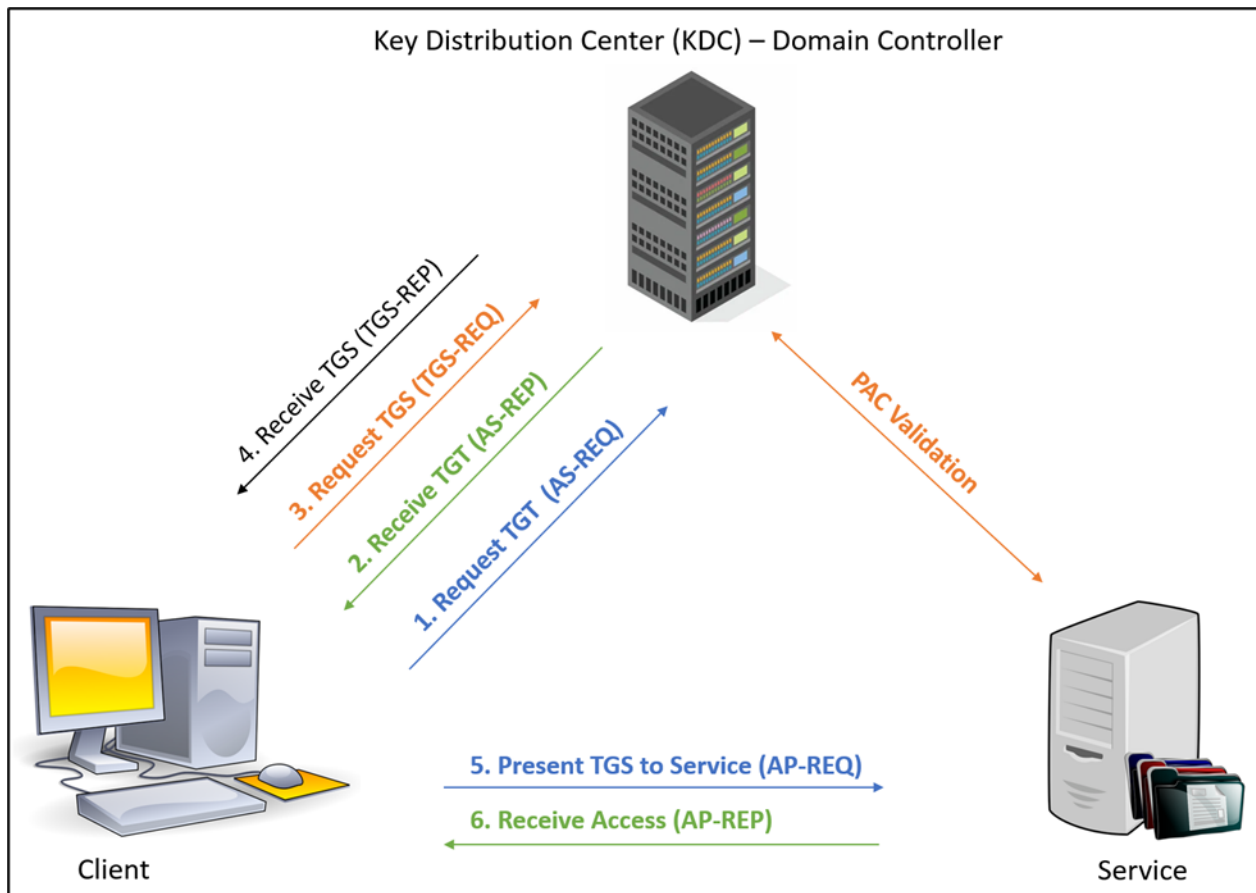 Key Distribution Center (KDC) – Domain Controller
4. Receive TGS (TGS-REP)
3. Request TGS (TGS-REQ)
2. Receive TGT (AS-REP)
1. Request TGT (AS-REQ)
PAC Validation
5. Present TGS to Service (AP-REQ)
6. Receive Access (AP-REP)
Client
Service